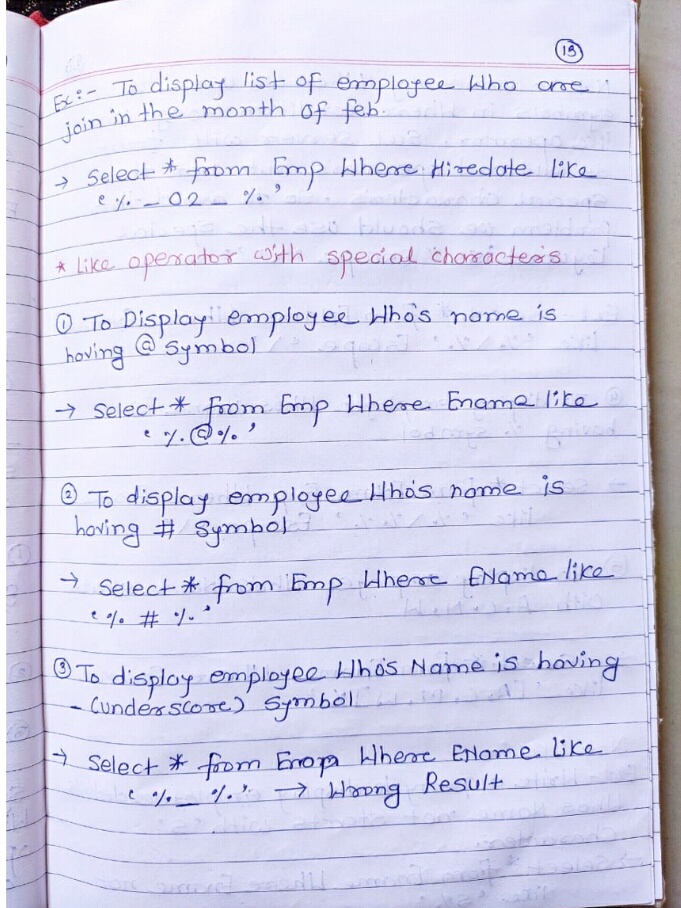 13
Ex:- To display list of employee Who are
join in the month of feb.
→ Select * from Emp Where Hiredate like
'%_02_%'
* Like operator with special characters
① To Display employee Who's name is
having @ Symbol
→ Select * from Emp Where Ename like
'%@%'
② To display employee Who's name is
having # Symbol
→ Select * from Emp Where EName like
'% # %'
③ To display employee Who's Name is having
- (underscore) Symbol
→ Select * from Where EName like
'%_%' → Wrong Result